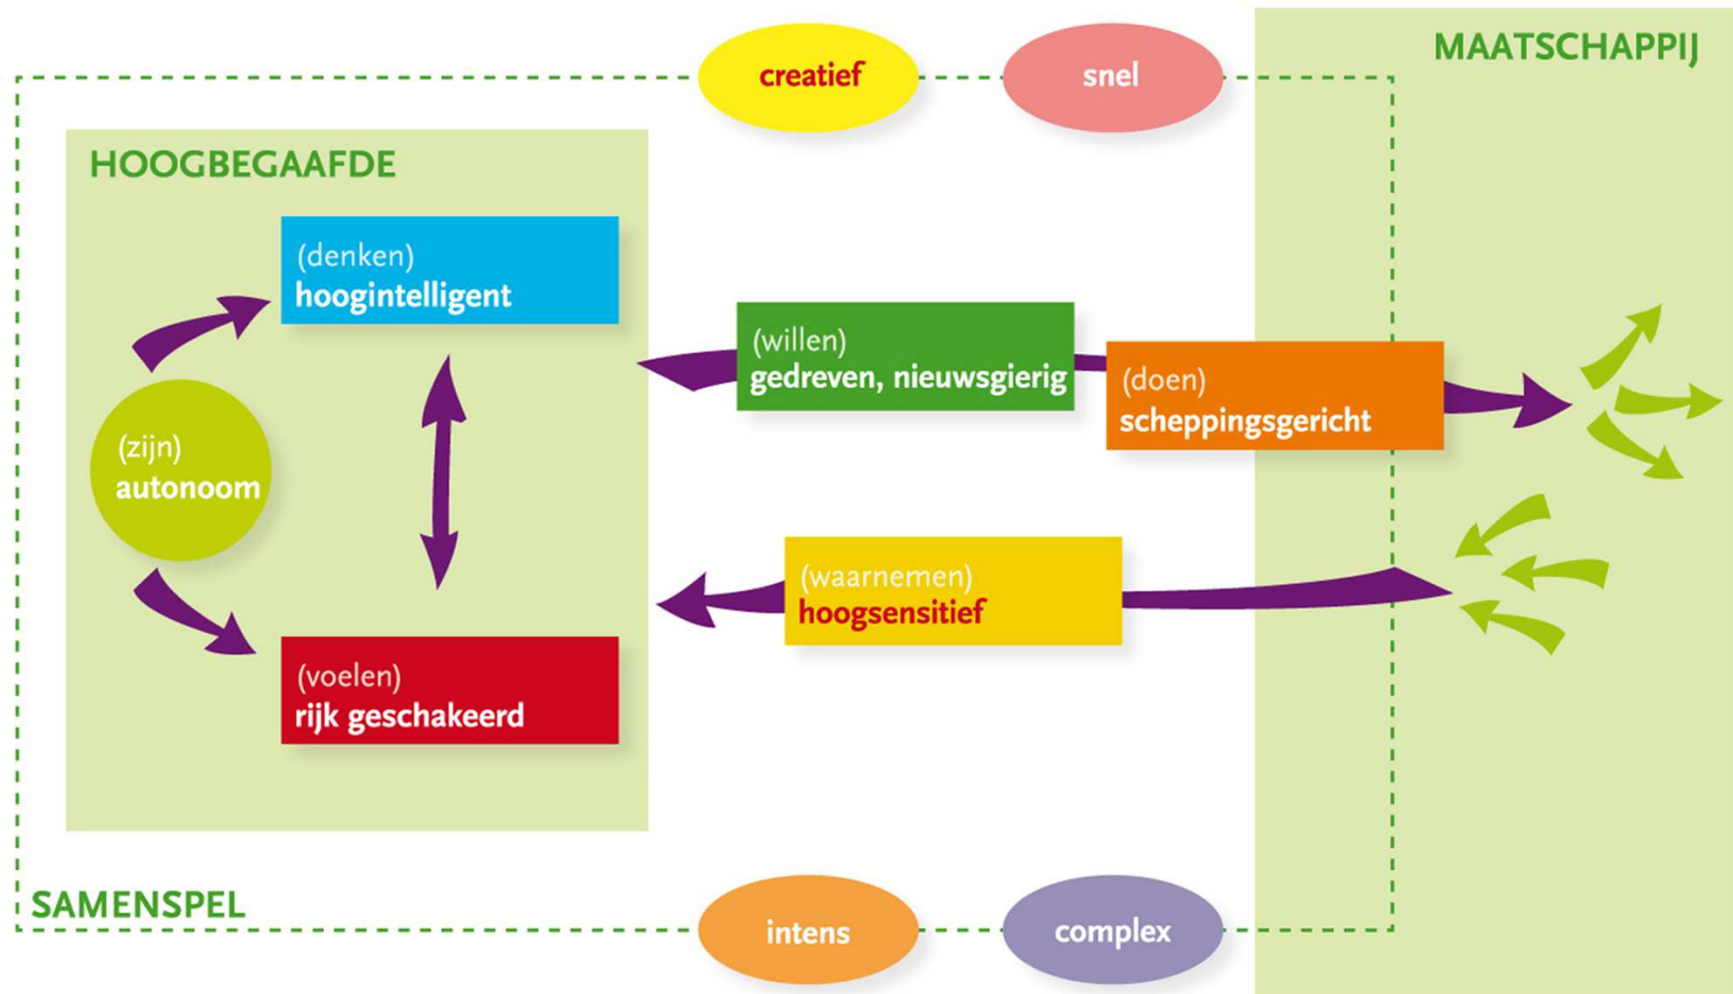 creatief
snel
MAATSCHAPPIJ
HOOGBEGAAFDE
(denken)
hoogintelligent
(willen)
gedreven, nieuwsgierig
(doen)
scheppingsgericht
(zijn)
autonoom
(waarnemen)
hoogsensitief
(voelen)
rijk geschakeerd
SAMENSPEL
intens
complex